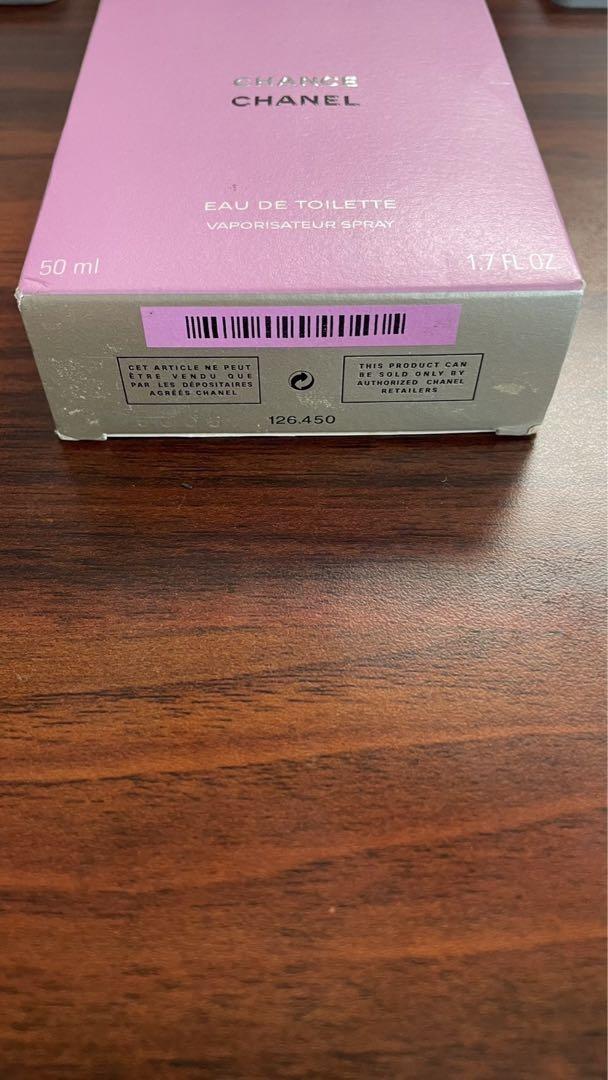 CHANCE
CHANEL
EAU DE TOILETTE
VAPORISATEUR SPRAY
50 ml
1.7 FL. OZ.
CET ARTICLE NE PEUT
ÊTRE VENDU QUE
PAR LES DÉPOSITAIRES
AGRÉÉS CHANEL
THIS PRODUCT CAN
BE SOLD ONLY BY
AUTHORIZED CHANEL
RETAILERS
126.450